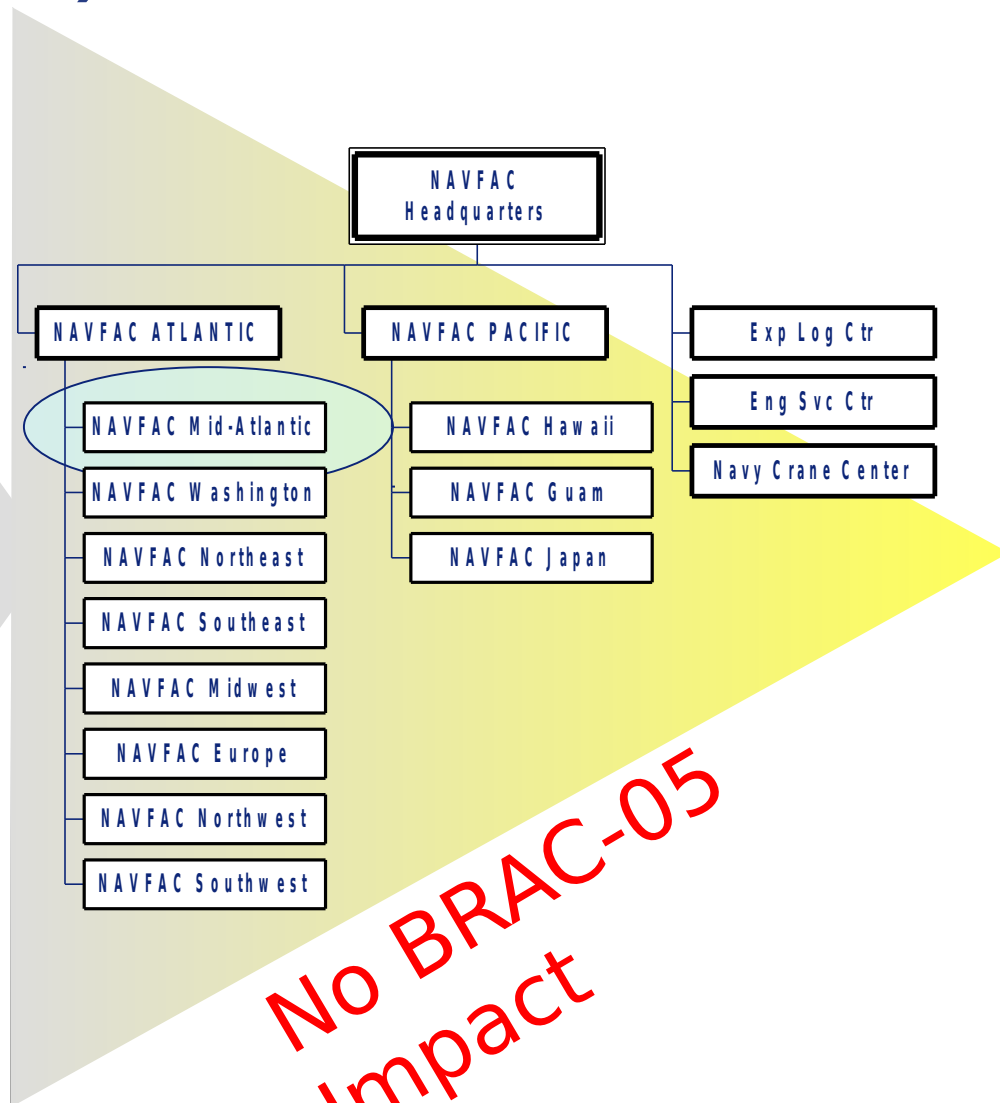 NAVFAC
Headquarters
NAVFAC ATLANTIC
NAVFAC PACIFIC
Exp Log Ctr
Eng Svc Ctr
Navy Crane Center
NAVFAC Mid-Atlantic
NAVFAC Washington
NAVFAC Northeast
NAVFAC Southeast
NAVFAC Midwest
NAVFAC Europe
NAVFAC Northwest
NAVFAC Southwest
NAVFAC Hawaii
NAVFAC Guam
NAVFAC Japan
No BRAC-05
Impact